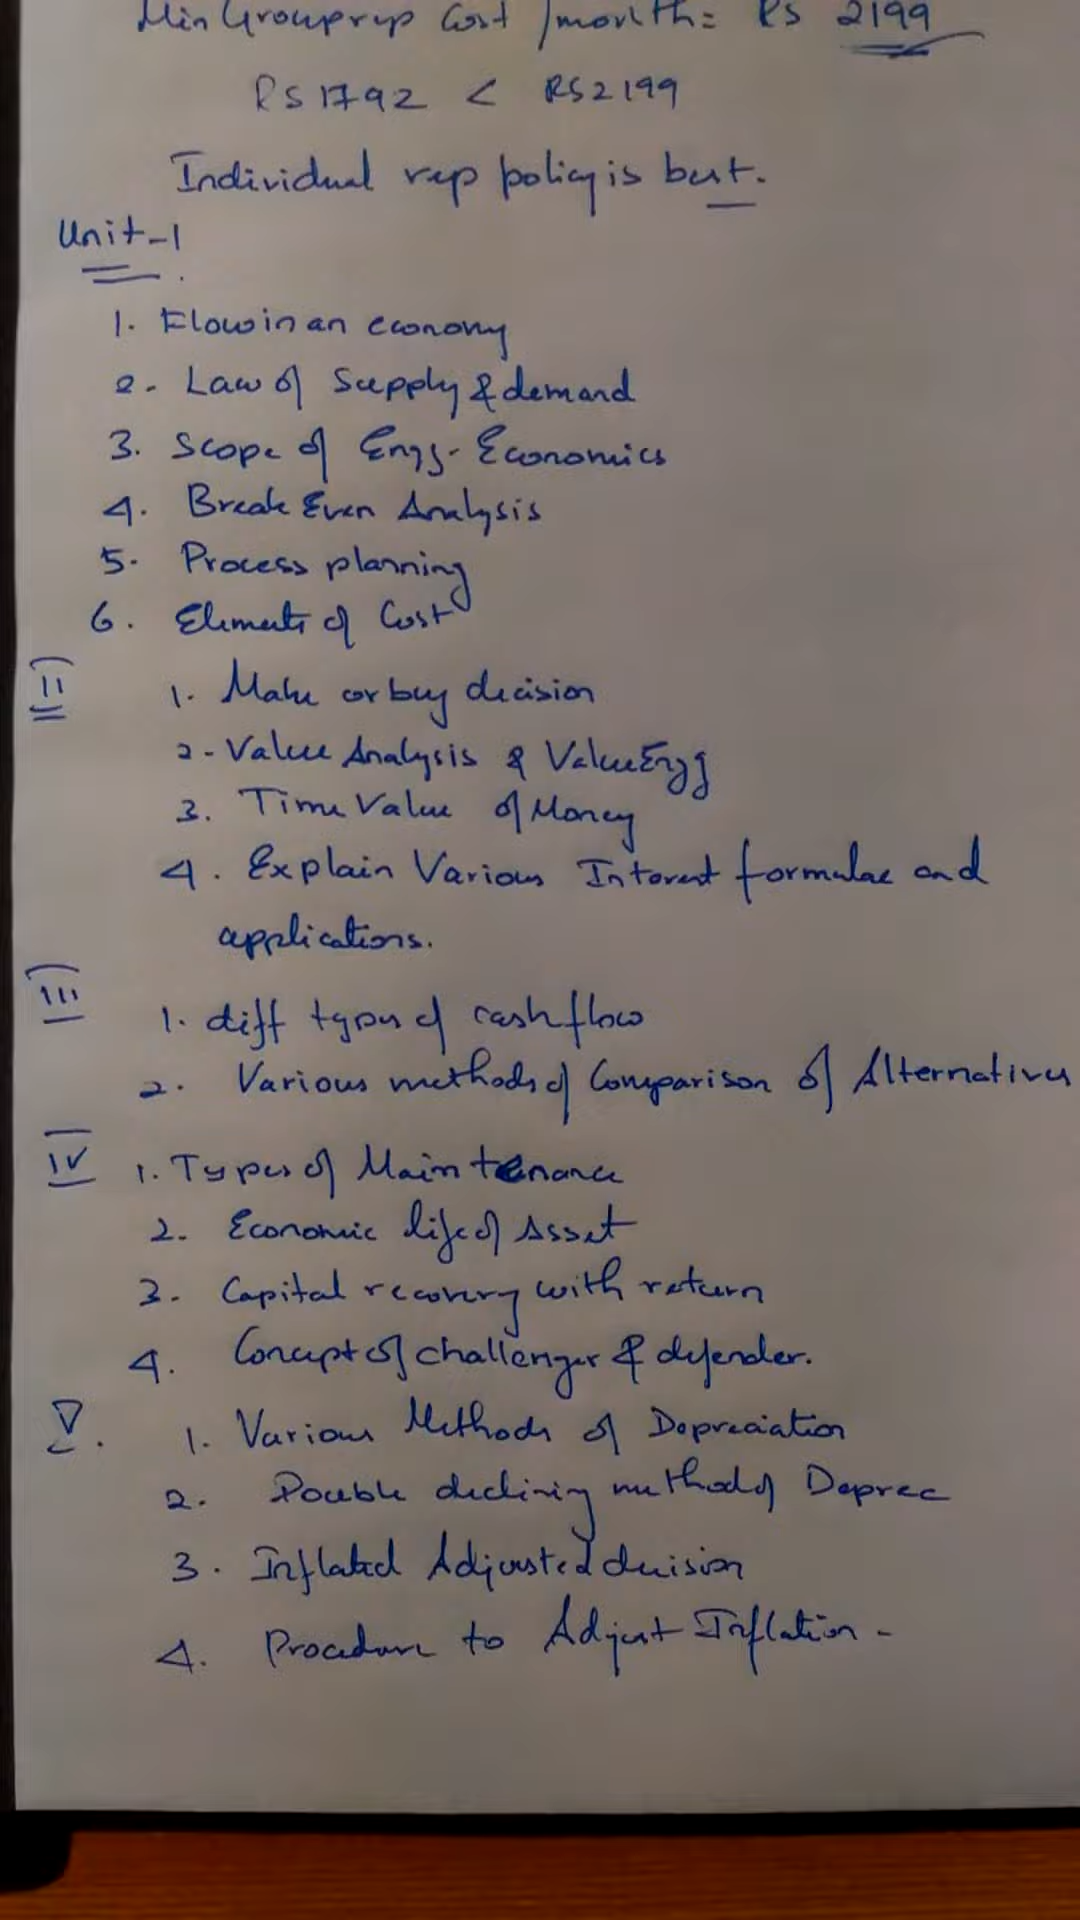 Min Grouprep Cost /month = Rs 2199
RS 1792 < RS 2199
Individual rep policy is best.
Unit-1
1. Flow in an economy
2. Law of Supply & demand
3. Scope of Engg. Economics
4. Break Even Analysis
5. Process planning
6. Elements of Cost
II 1. Make or buy decision
2. Value Analysis & Value Engg
3. Time Value of Money
4. Explain Various Interest formulae and
applications.
III 1. diff types of cash flow
2. Various methods of Comparison of Alternatives
IV 1. Types of Maintenance
2. Economic life of Asset
3. Capital recovery with return
4. Concept of challenger & defender.
V. 1. Various Methods of Depreciation
2. Double declining method of Deprec
3. Inflated Adjusted decision
4. Procedure to Adjust Inflation -